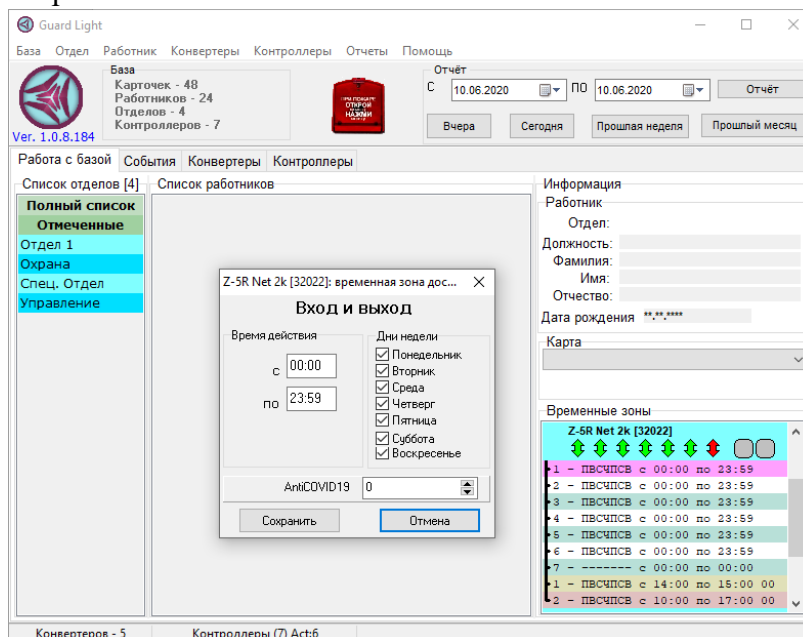 Guard Light
База Отдел Работник Конвертеры Контроллеры Отчеты Помощь
База
Карточек - 48
Работников - 24
Отделов - 4
Контроллеров - 7
Ver. 1.0.8.184
ПРИ ПОЖАРЕ
ОТКРОЙ
НАЖМИ
Отчёт
С 10.06.2020 ПО 10.06.2020 Отчёт
Вчера Сегодня Прошлая неделя Прошлый месяц
Работа с базой События Конвертеры Контроллеры
Список отделов [4] Список работников
Полный список
Отмеченные
Отдел 1
Охрана
Спец. Отдел
Управление
Z-5R Net 2k [32022]: временная зона дос...
Вход и выход
Время действия
с 00:00
по 23:59
Дни недели
Понедельник
Вторник
Среда
Четверг
Пятница
Суббота
Воскресенье
AntiCOVID19 0
Сохранить Отмена
Информация
Работник
Отдел:
Должность:
Фамилия:
Имя:
Отчество:
Дата рождения **.**.****
Карта
Временные зоны
Z-5R Net 2k [32022]
1 - ПВСЧПСВ с 00:00 по 23:59
2 - ПВСЧПСВ с 00:00 по 23:59
3 - ПВСЧПСВ с 00:00 по 23:59
4 - ПВСЧПСВ с 00:00 по 23:59
5 - ПВСЧПСВ с 00:00 по 23:59
6 - ПВСЧПСВ с 00:00 по 23:59
7 - ------- с 00:00 по 00:00
1 - ПВСЧПСВ с 14:00 по 15:00 00
2 - ПВСЧПСВ с 10:00 по 17:00 00
Конвертеров - 5 Контроллеры (7) Act:6